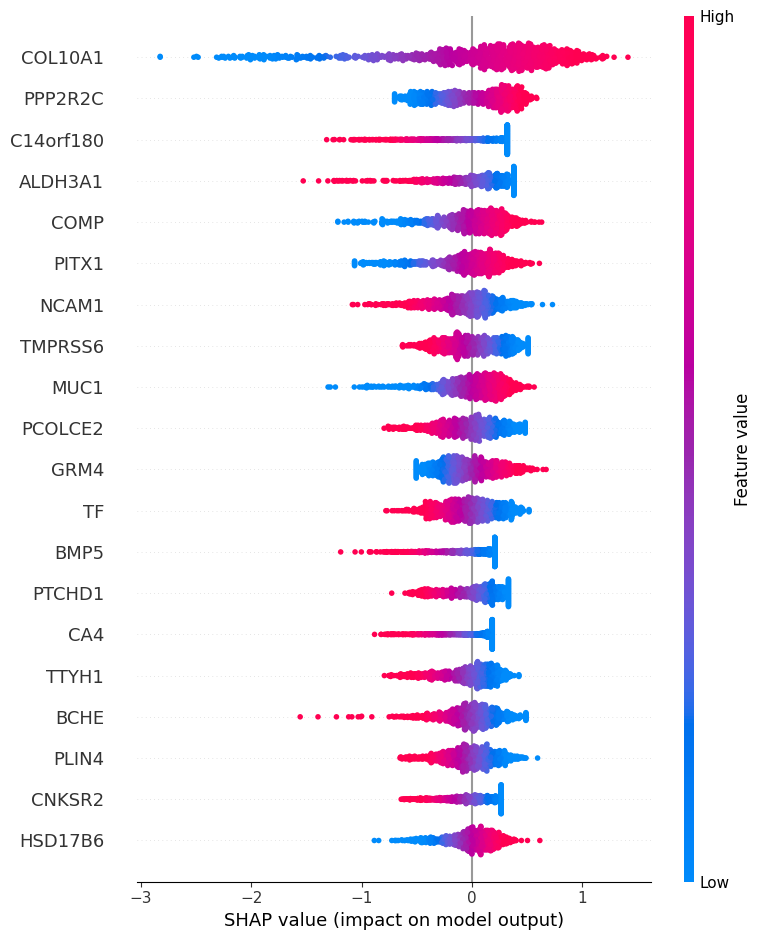 High
COL10A1
PPP2R2C
C14orf180
ALDH3A1
COMP
PITX1
NCAM1
TMPRSS6
MUC1
PCOLCE2
GRM4
TF
BMP5
PTCHD1
CA4
TTYH1
BCHE
PLIN4
CNKSR2
HSD17B6
Feature value
Low
−3 −2 −1 0 1
SHAP value (impact on model output)